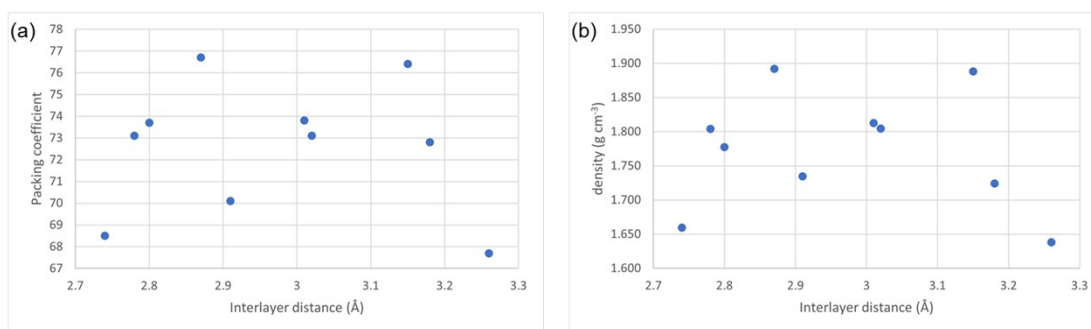 (a)
Packing coefficient
78
77
76
75
74
73
72
71
70
69
68
67
2.7 2.8 2.9 3 3.1 3.2 3.3
Interlayer distance (Å)
(b)
density (g cm⁻³)
1.950
1.900
1.850
1.800
1.750
1.700
1.650
1.600
2.7 2.8 2.9 3 3.1 3.2 3.3
Interlayer distance (Å)